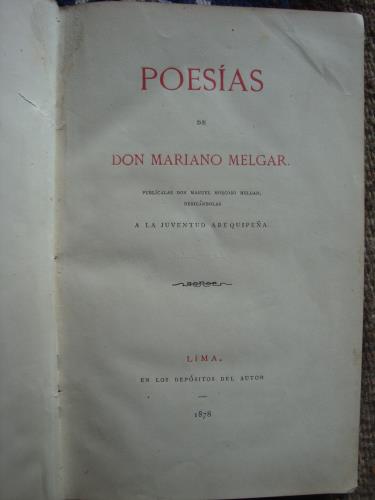 POESÍAS
DE
DON MARIANO MELGAR.
PUBLÍCALAS DON MANUEL MOSCOSO MELGAR,
DEDICÁNDOLAS
A LA JUVENTUD AREQUIPEÑA.
LIMA.
EN LOS DEPÓSITOS DEL AUTOR
1878